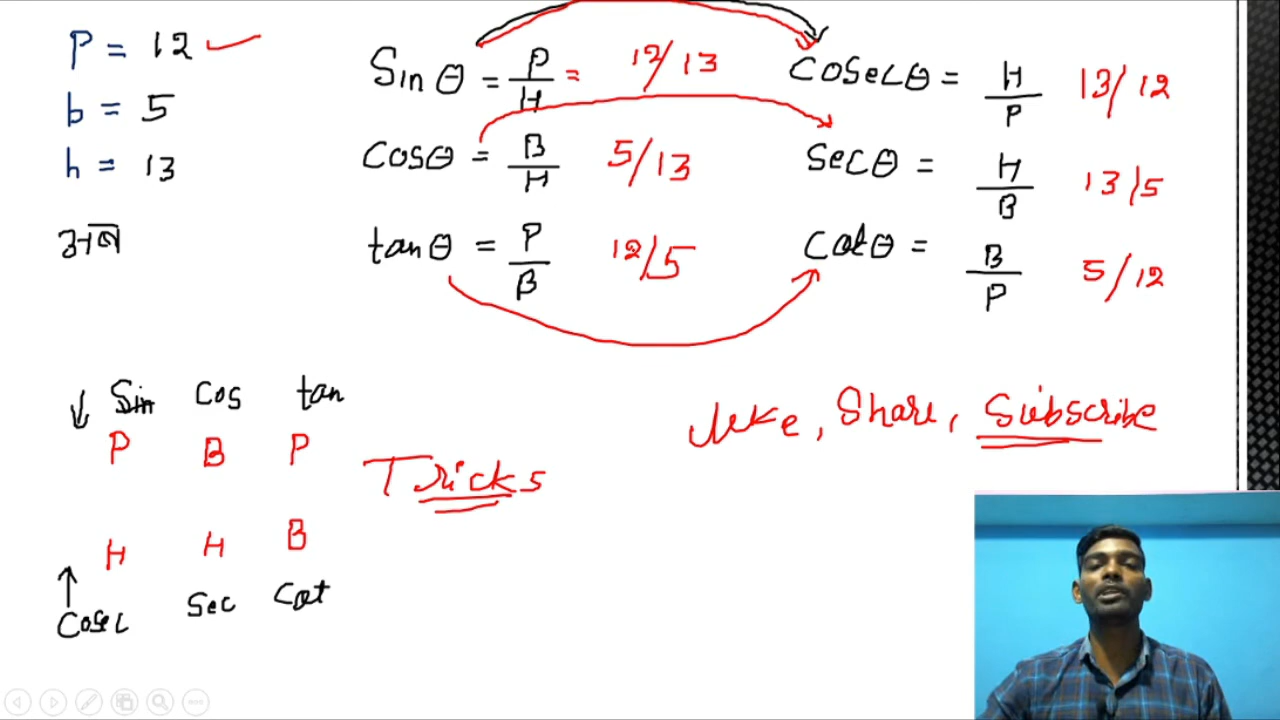 P = 12
b = 5
h = 13
अब
Sinθ = P/H = 12/13
Cosθ = B/H 5/13
tanθ = P/B 12/5
Cosecθ = H/P 13/12
Secθ = H/B 13/5
Cotθ = B/P 5/12
Sin Cos tan
P B P
Tricks
H H B
Cosec Sec Cot
Like, Share, Subscribe